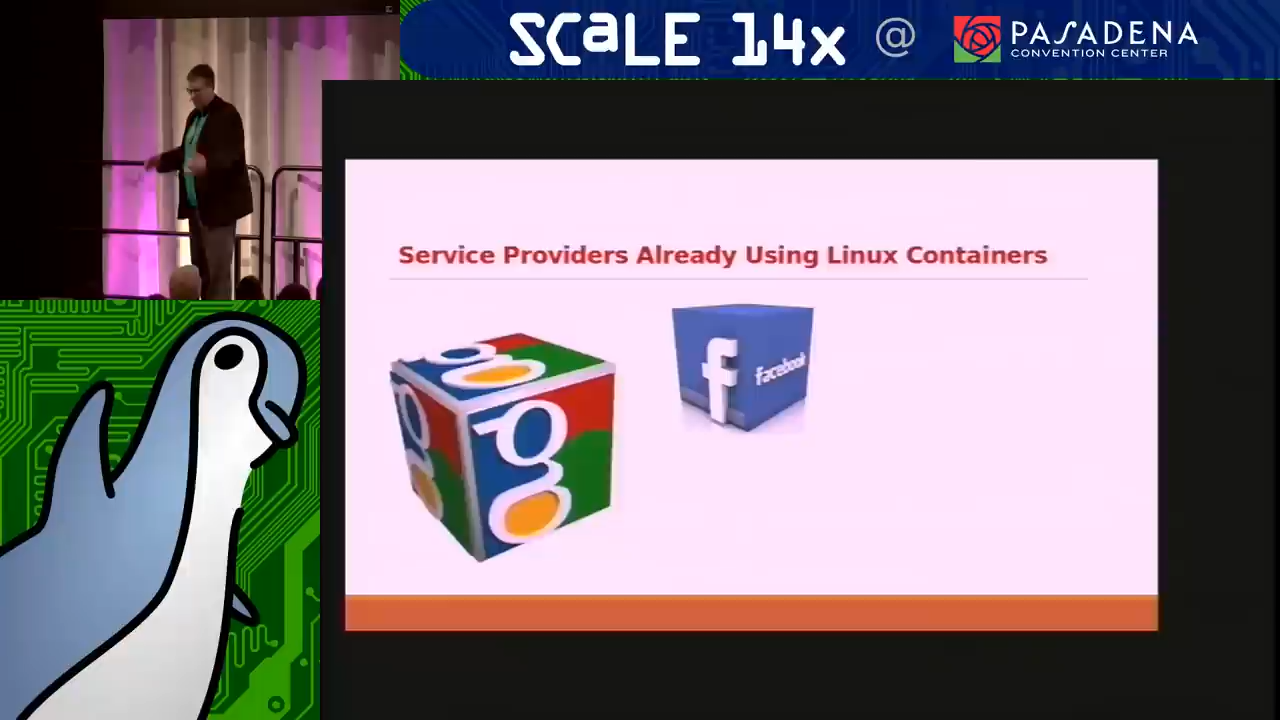 SCALE 14x @ PASADENA
CONVENTION CENTER
Service Providers Already Using Linux Containers
f facebook
g g
g g